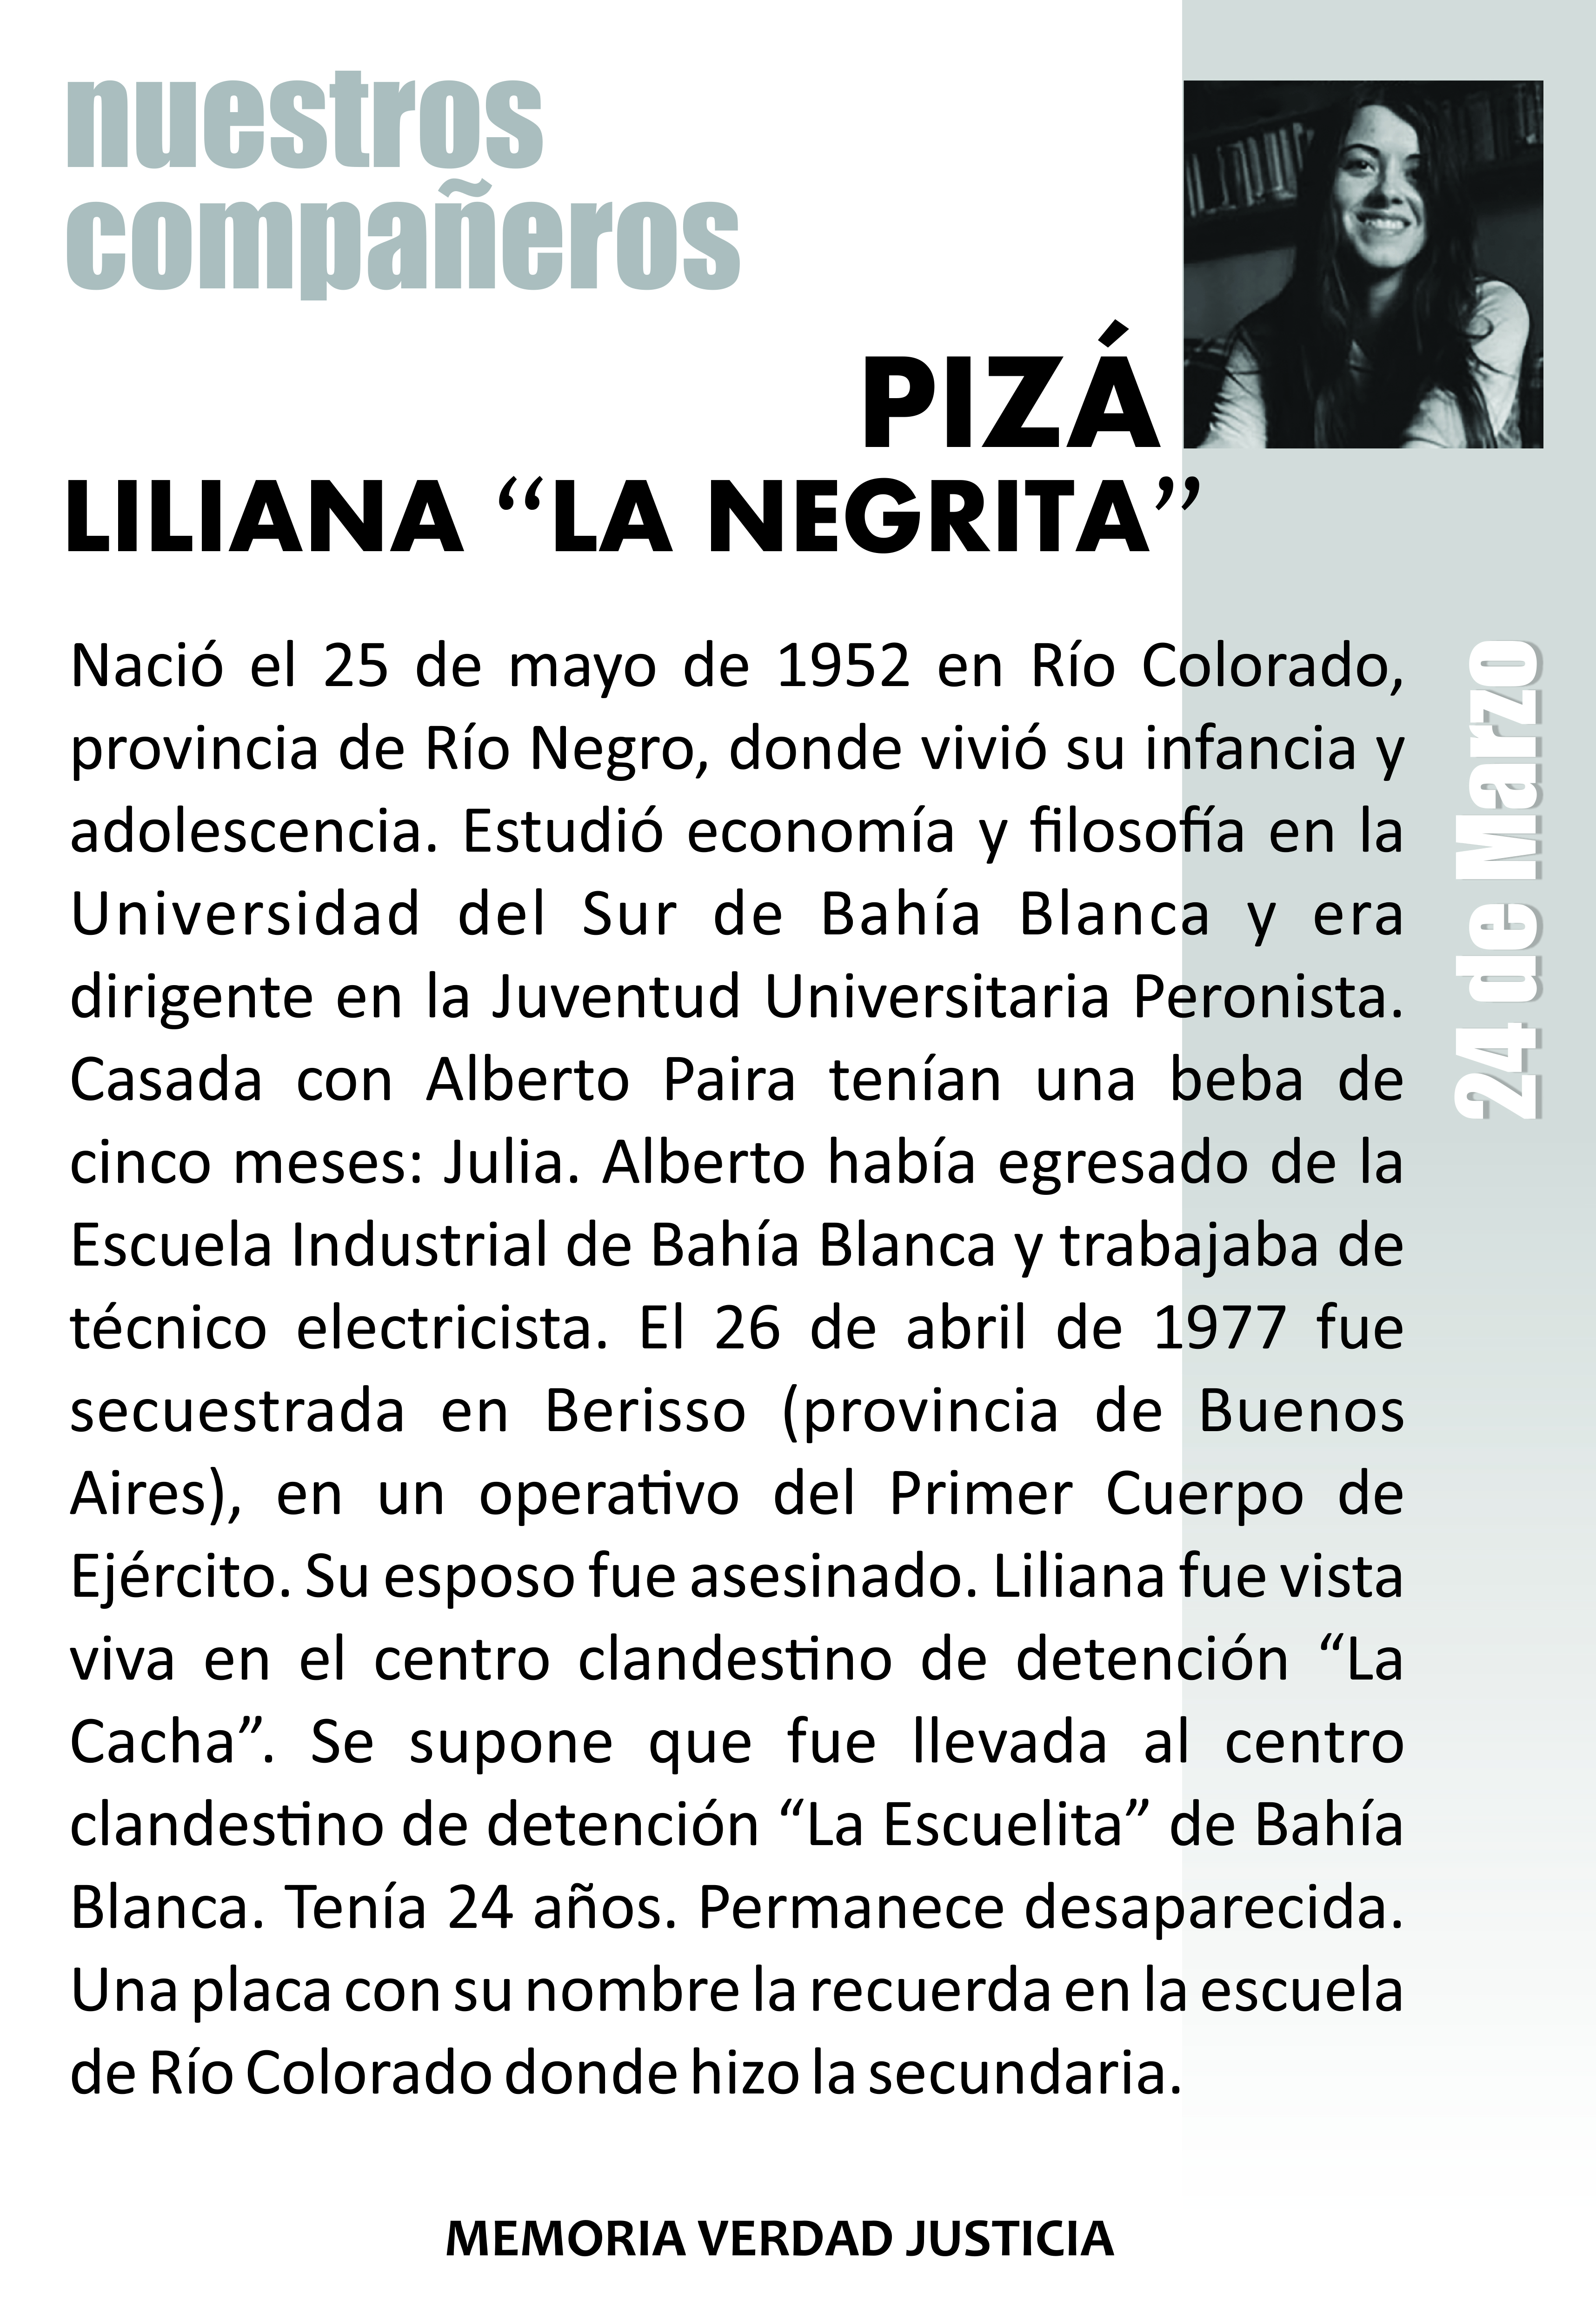 nuestros
compañeros
PIZÁ
LILIANA “LA NEGRITA”
Nació el 25 de mayo de 1952 en Río Colorado,
provincia de Río Negro, donde vivió su infancia y
adolescencia. Estudió economía y filosofía en la
Universidad del Sur de Bahía Blanca y era
dirigente en la Juventud Universitaria Peronista.
Casada con Alberto Paira tenían una beba de
cinco meses: Julia. Alberto había egresado de la
Escuela Industrial de Bahía Blanca y trabajaba de
técnico electricista. El 26 de abril de 1977 fue
secuestrada en Berisso (provincia de Buenos
Aires), en un operativo del Primer Cuerpo de
Ejército. Su esposo fue asesinado. Liliana fue vista
viva en el centro clandestino de detención “La
Cacha”. Se supone que fue llevada al centro
clandestino de detención “La Escuelita” de Bahía
Blanca. Tenía 24 años. Permanece desaparecida.
Una placa con su nombre la recuerda en la escuela
de Río Colorado donde hizo la secundaria.
24 de Marzo
MEMORIA VERDAD JUSTICIA